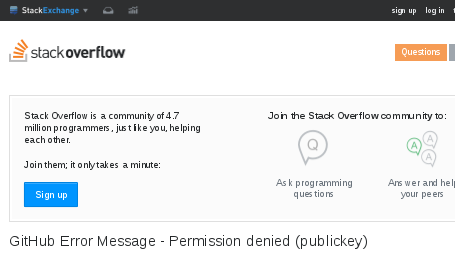 StackExchange sign up log in
stackoverflow
Questions
Stack Overflow is a community of 4.7
million programmers, just like you, helping
each other.
Join them; it only takes a minute:
Sign up
Join the Stack Overflow community to:
Q
Ask programming
questions
A
A
A
Answer and help
your peers
GitHub Error Message - Permission denied (publickey)